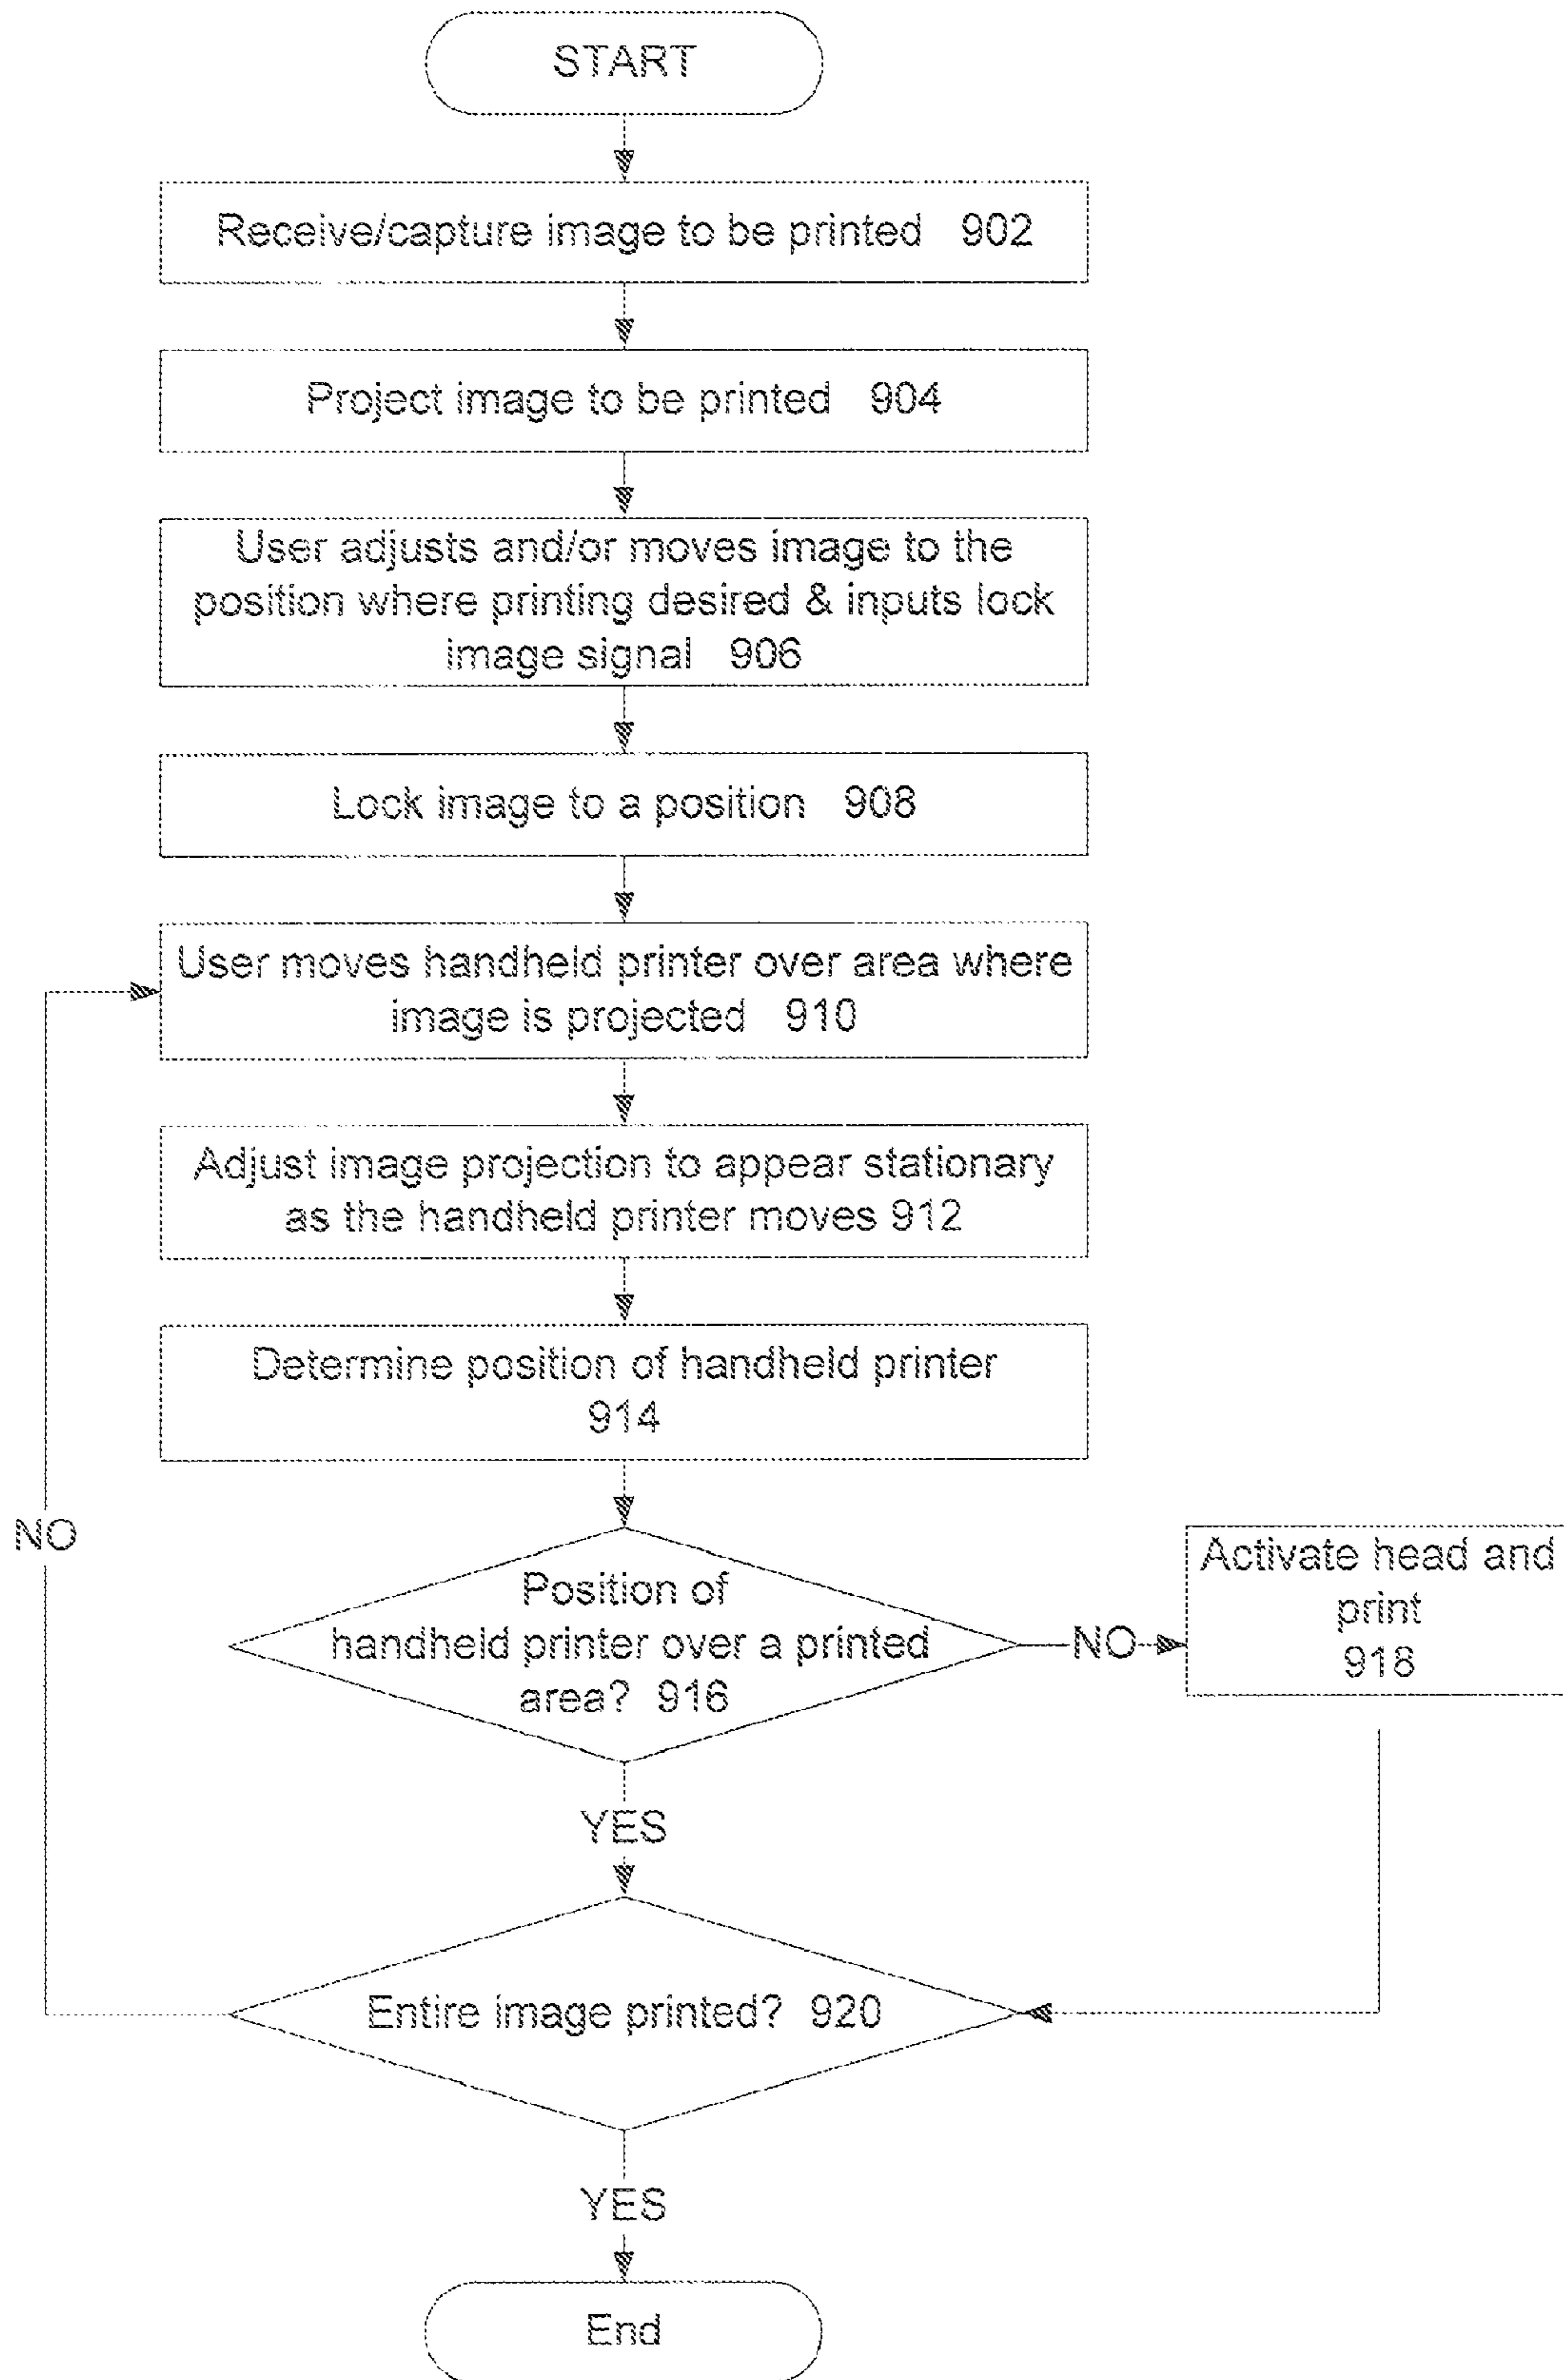 START
Receive/capture image to be printed 902
Project image to be printed 904
User adjusts and/or moves image to the
position where printing desired & inputs lock
image signal 906
Lock image to a position 908
User moves handheld printer over area where
image is projected 910
Adjust image projection to appear stationary
as the handheld printer moves 912
Determine position of handheld printer
914
Position of
handheld printer over a printed
area? 916
NO
Activate head and
print
918
NO
YES
Entire image printed? 920
YES
End